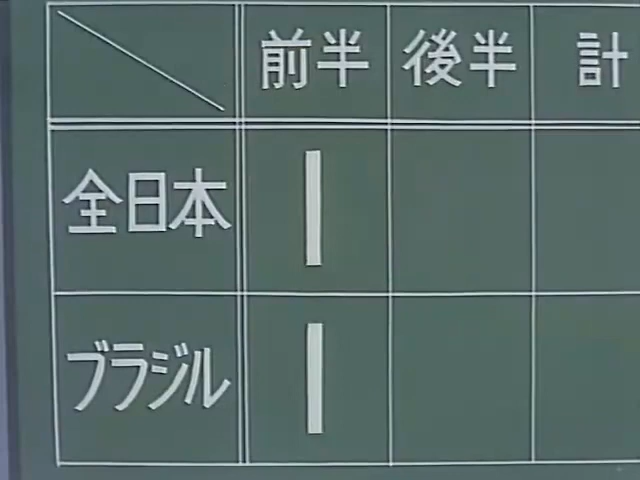 前半 後半 計
全日本 1
ブラジル 1